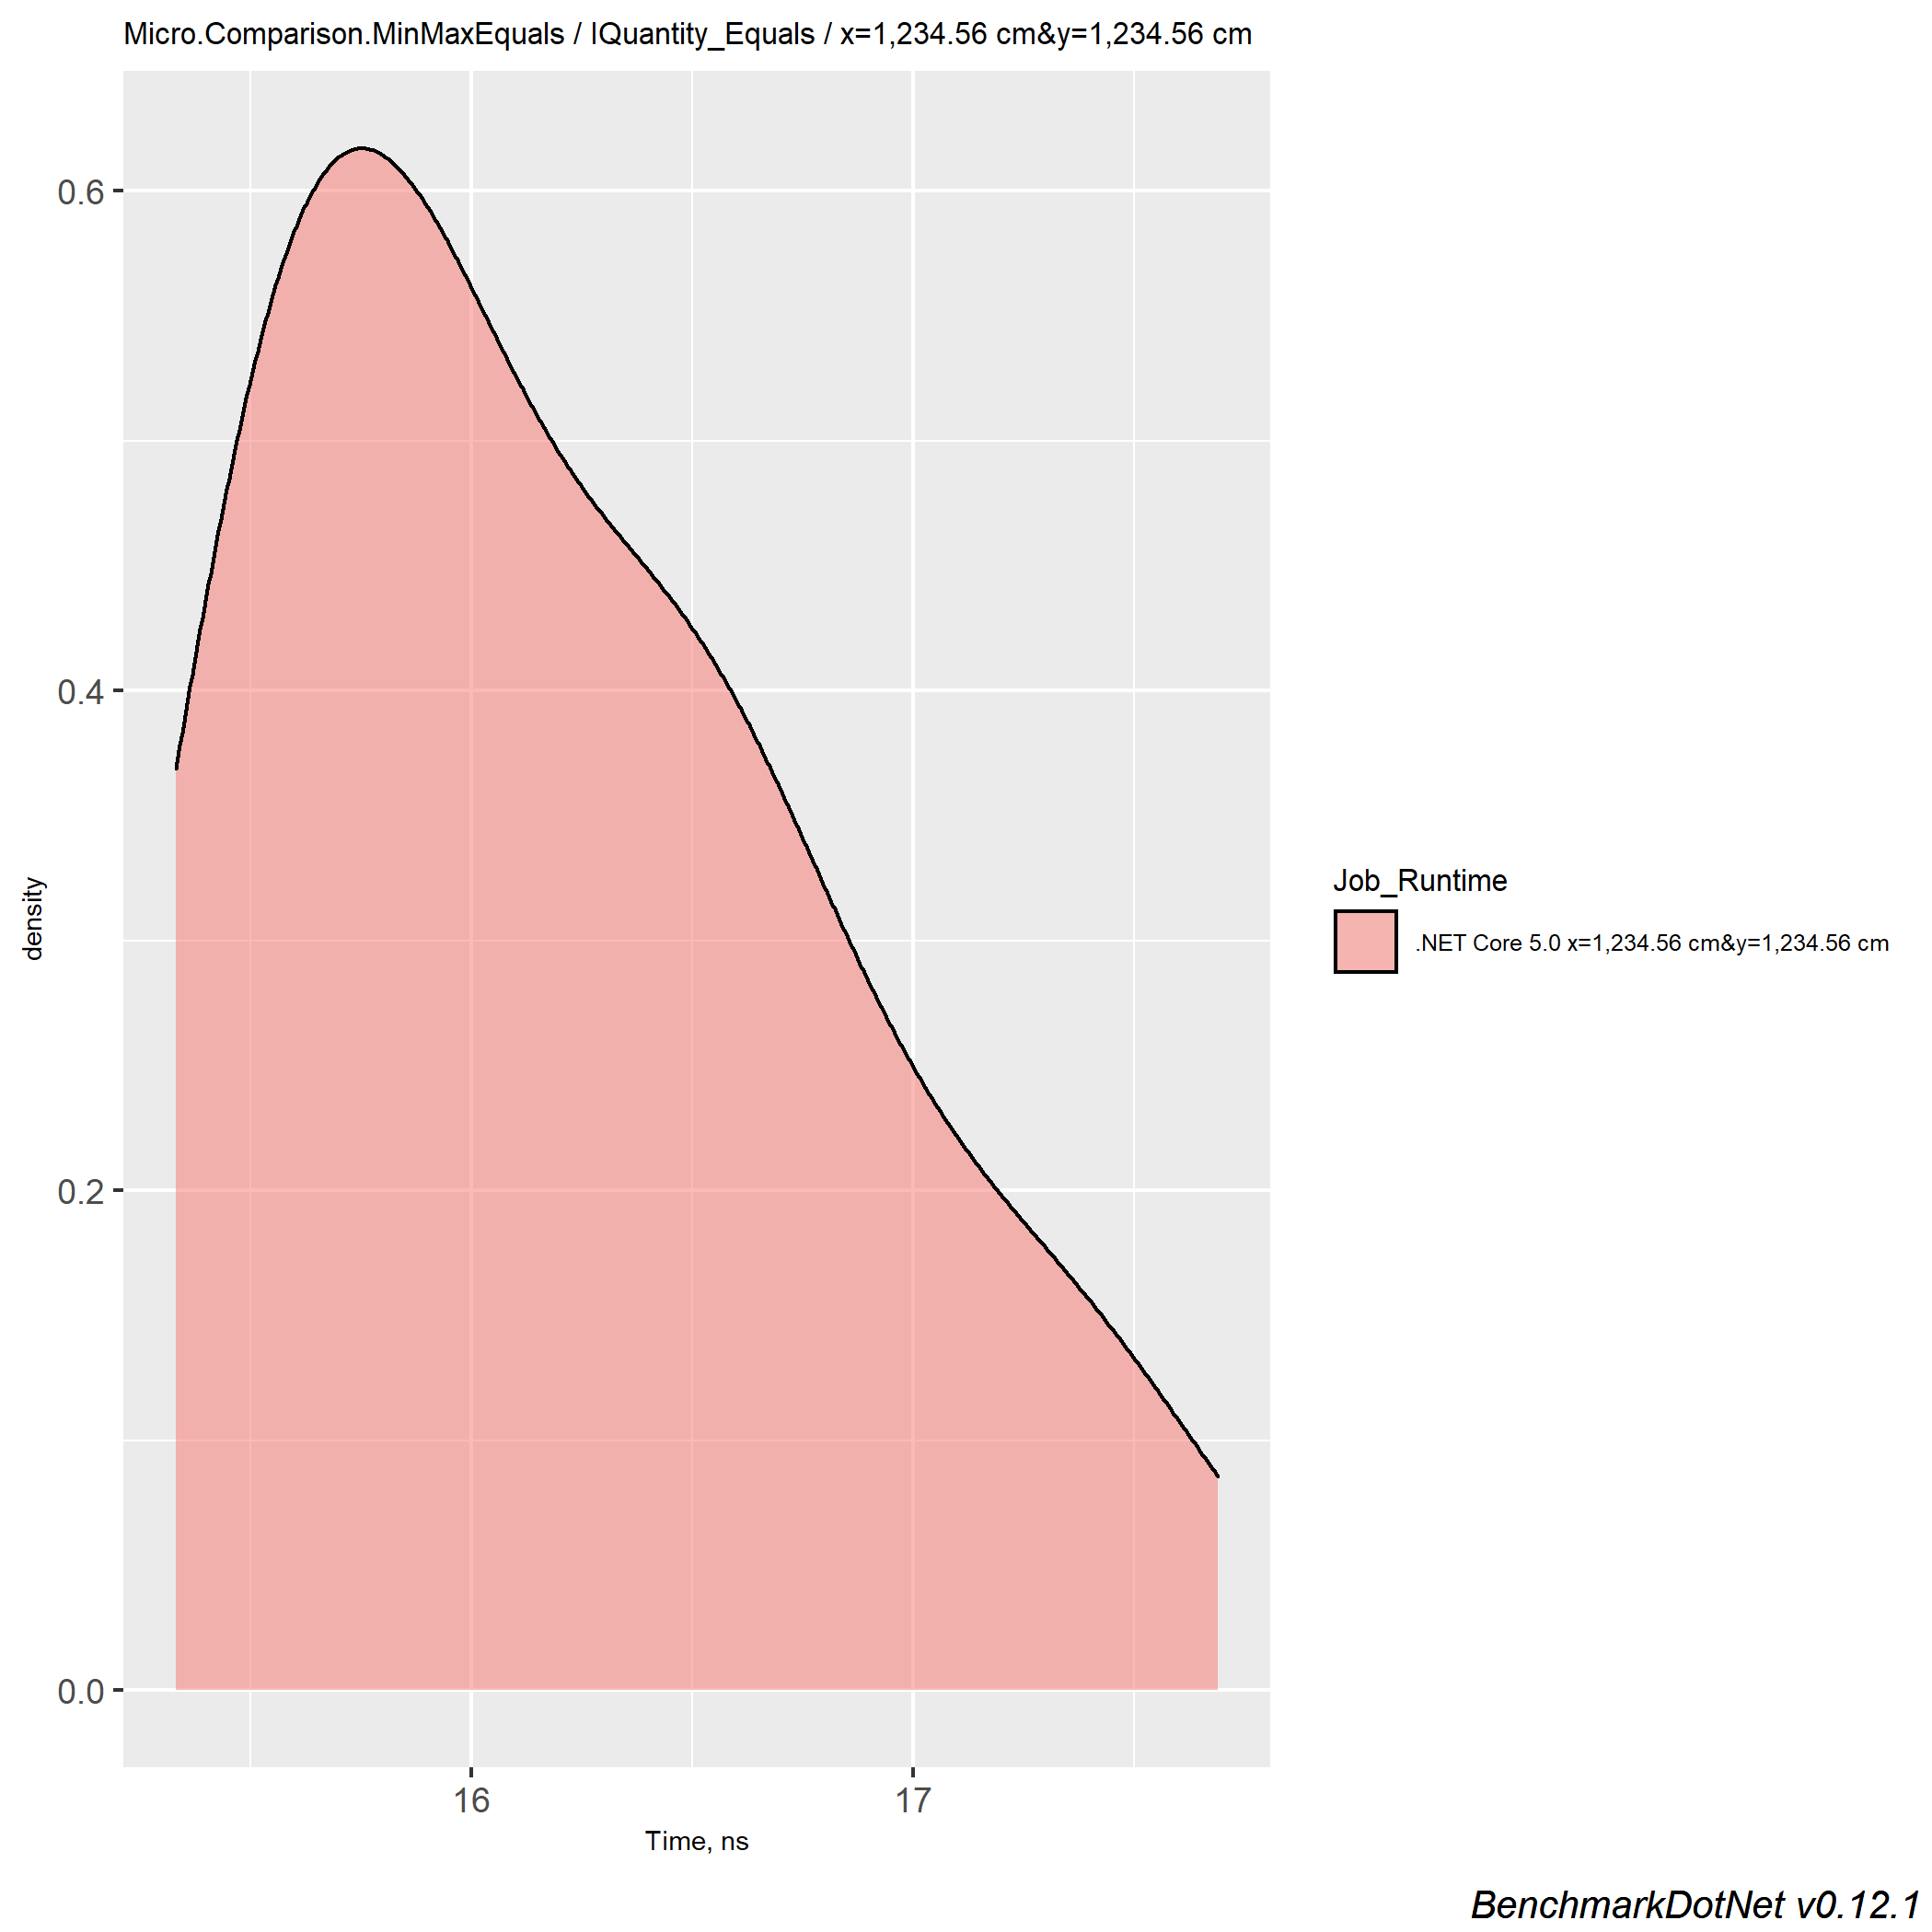 Micro.Comparison.MinMaxEquals / IQuantity_Equals / x=1,234.56 cm&y=1,234.56 cm
0.6
0.4
0.2
0.0
density
16
17
Time, ns
Job_Runtime
.NET Core 5.0 x=1,234.56 cm&y=1,234.56 cm
BenchmarkDotNet v0.12.1